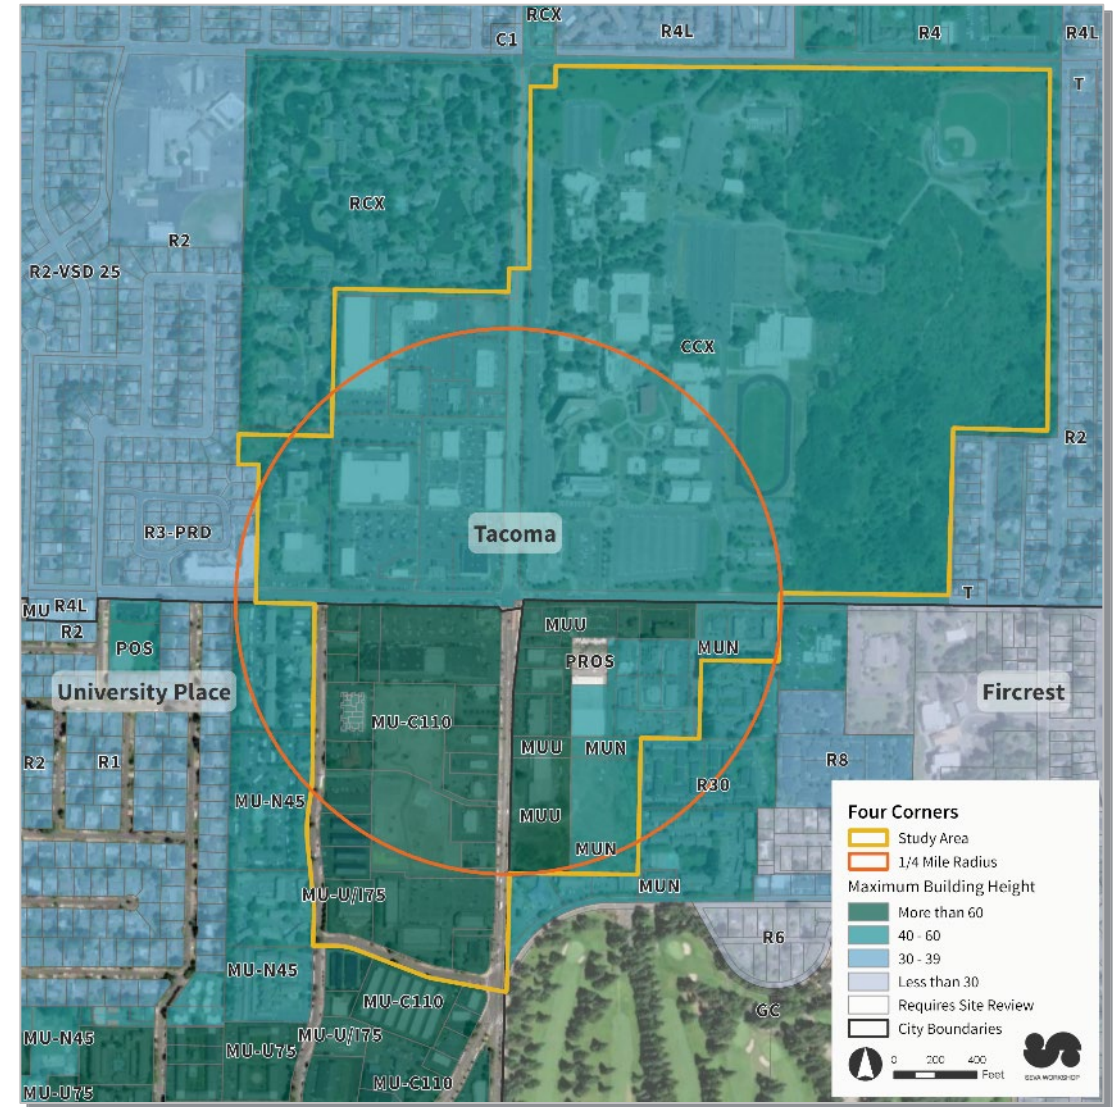 RCX
C1
R4L
R4
R4L
T
RCX
R2
R2-VSD 25
CCX
R2
R3-PRD
Tacoma
T
MU
R4L
R2
MUU
POS
MUN
PROS
University Place
Fircrest
MU-C110
MUU
MUN
R2
R1
R8
R30
MU-N45
MUU
MUN
MUN
MU-U/I75
R6
MU-N45
MU-C110
GC
MU-N45
MU-U/I75
MU-U75
MU-C110
MU-U75
Four Corners
Study Area
1/4 Mile Radius
Maximum Building Height
More than 60
40 - 60
30 - 39
Less than 30
Requires Site Review
City Boundaries
0 200 400
Feet
SEVA WORKSHOP